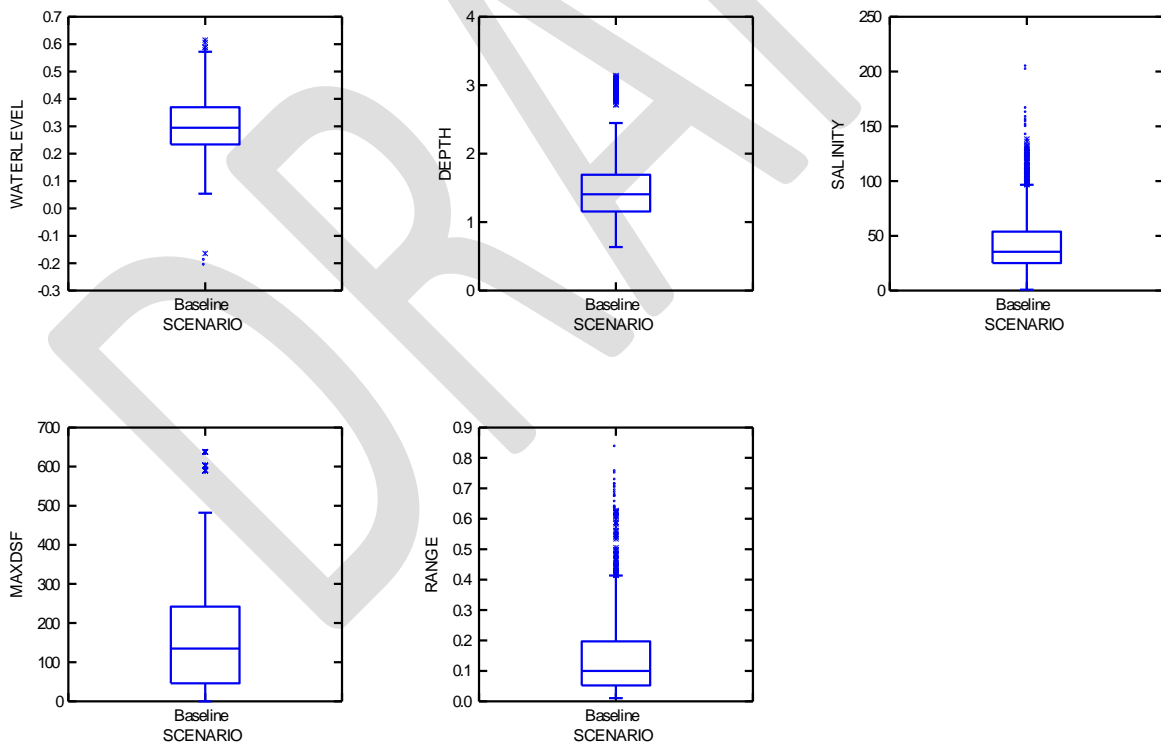 WATERLEVEL
0.7
0.6
0.5
0.4
0.3
0.2
0.1
0.0
-0.1
-0.2
-0.3
Baseline
SCENARIO
DEPTH
4
3
2
1
0
Baseline
SCENARIO
SALINITY
250
200
150
100
50
0
Baseline
SCENARIO
MAXDSF
700
600
500
400
300
200
100
0
Baseline
SCENARIO
RANGE
0.9
0.8
0.7
0.6
0.5
0.4
0.3
0.2
0.1
0.0
Baseline
SCENARIO
DRA